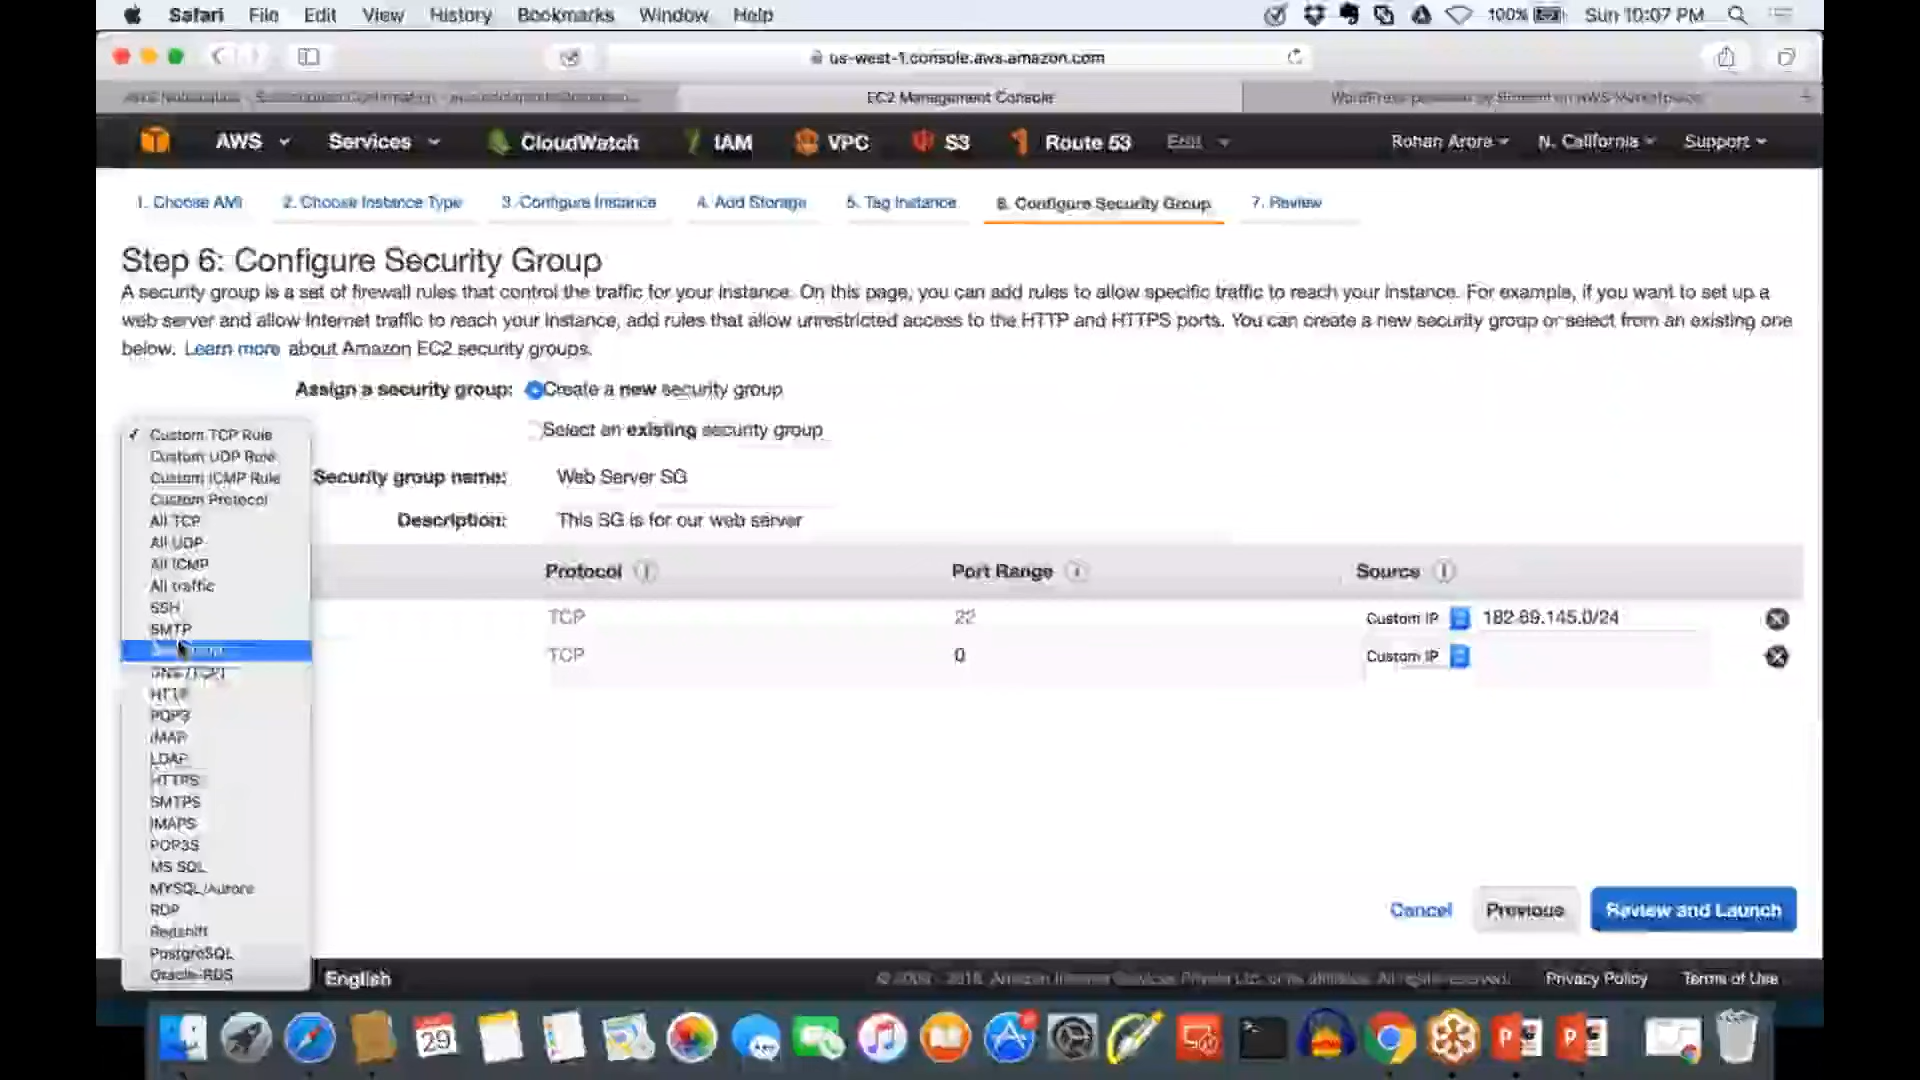 Safari File Edit View History Bookmarks Window Help 100% Sun 10:07 PM
us-west-1.console.aws.amazon.com
EC2 Management Console
AWS Services CloudWatch IAM VPC S3 Route 53 Edit Rohan Arora N. California Support
1. Choose AMI 2. Choose Instance Type 3. Configure Instance 4. Add Storage 5. Tag Instance 6. Configure Security Group 7. Review
Step 6: Configure Security Group
A security group is a set of firewall rules that control the traffic for your instance. On this page, you can add rules to allow specific traffic to reach your instance. For example, if you want to set up a
web server and allow Internet traffic to reach your instance, add rules that allow unrestricted access to the HTTP and HTTPS ports. You can create a new security group or select from an existing one
below. Learn more about Amazon EC2 security groups.
Assign a security group: Create a new security group
Select an existing security group
Security group name: Web Server SG
Description: This SG is for our web server
Protocol Port Range Source
TCP 22 Custom IP 182.69.145.0/24
TCP 0 Custom IP
Custom TCP Rule
Custom UDP Rule
Custom ICMP Rule
Custom Protocol
All TCP
All UDP
All ICMP
All traffic
SSH
SMTP
HTTP
POP3
IMAP
LDAP
HTTPS
SMTPS
IMAPS
POP3S
MS SQL
MYSQL/Aurora
RDP
Redshift
PostgreSQL
Oracle-RDS
Cancel Previous Review and Launch
English Privacy Policy Terms of Use
29